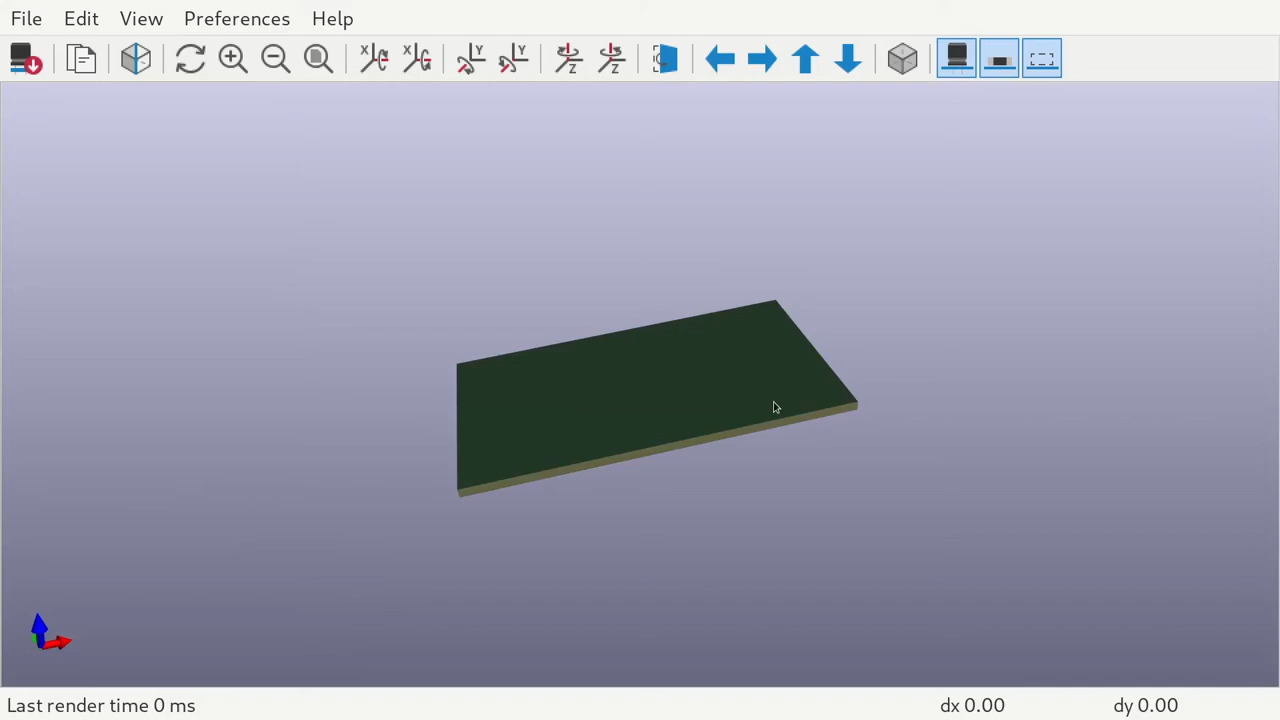 File Edit View Preferences Help
X X Y Y Z Z
Last render time 0 ms dx 0.00 dy 0.00